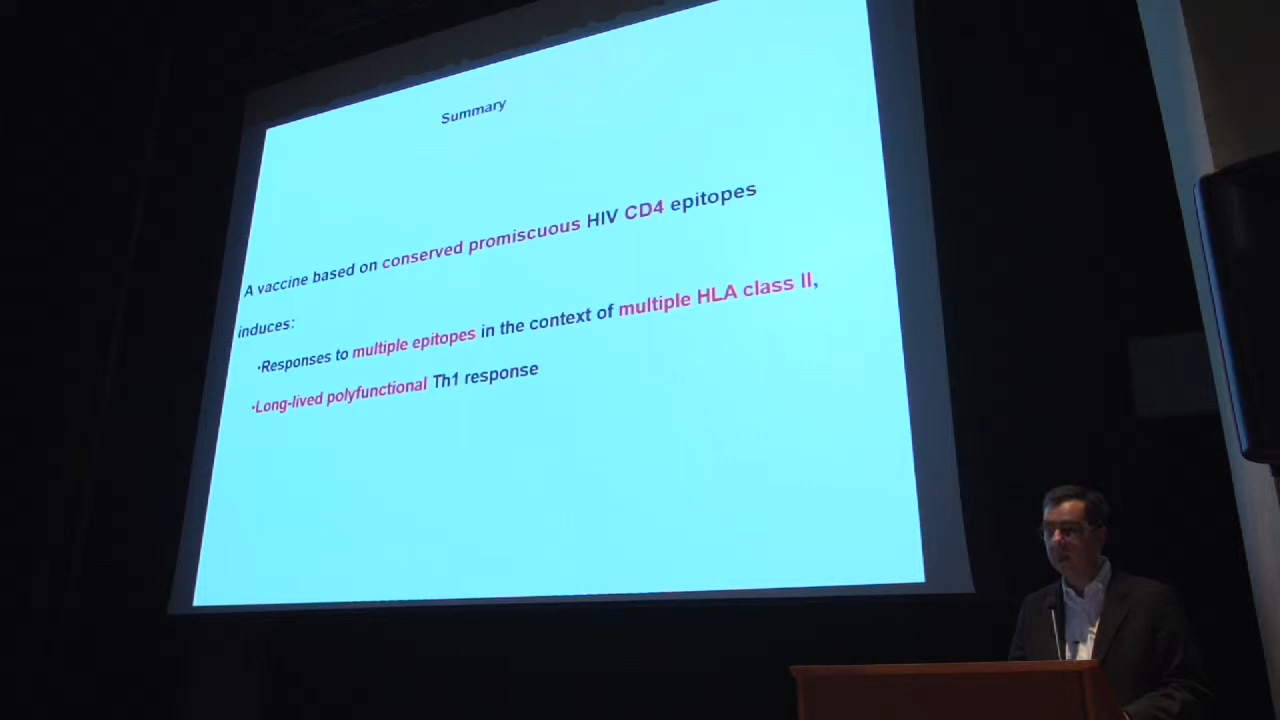 Summary
A vaccine based on conserved promiscuous HIV CD4 epitopes
induces:
•Responses to multiple epitopes in the context of multiple HLA class II,
•Long-lived polyfunctional Th1 response